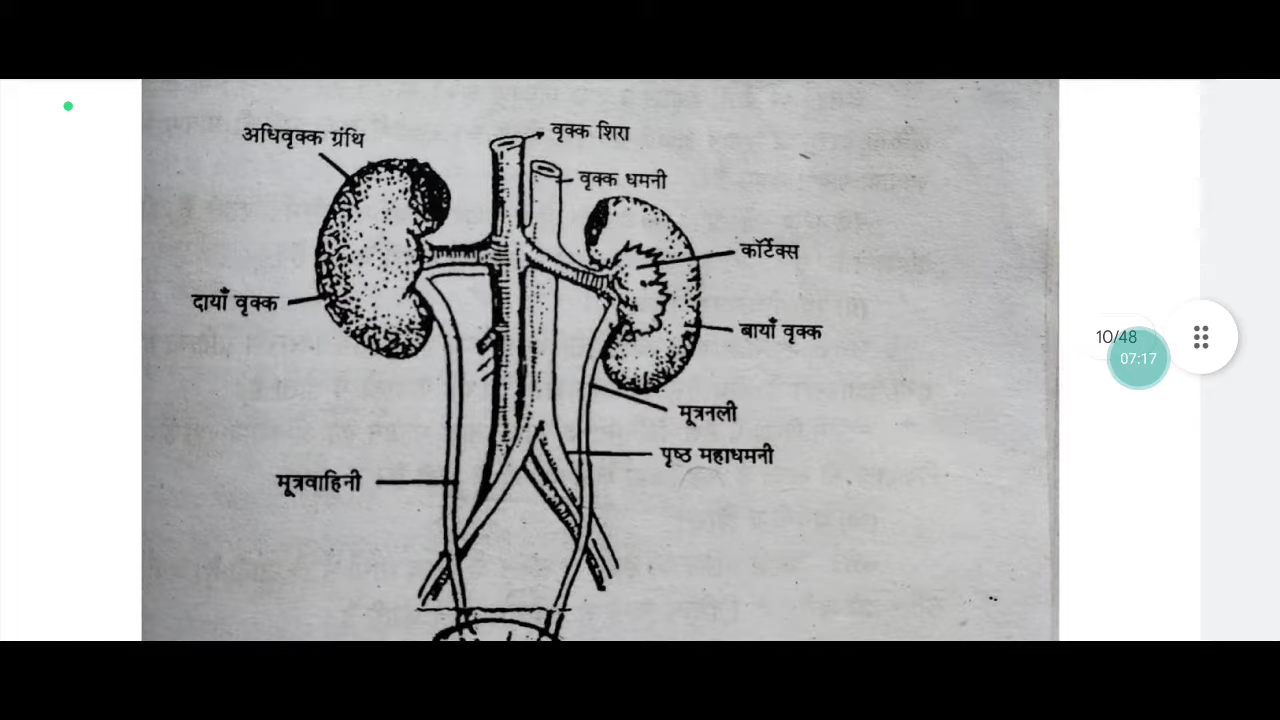 अधिवृक्क ग्रंथि
वृक्क शिरा
वृक्क धमनी
कॉर्टेक्स
दायाँ वृक्क
बायाँ वृक्क
10/48
07:17
मूत्रनली
पृष्ठ महाधमनी
मूत्रवाहिनी